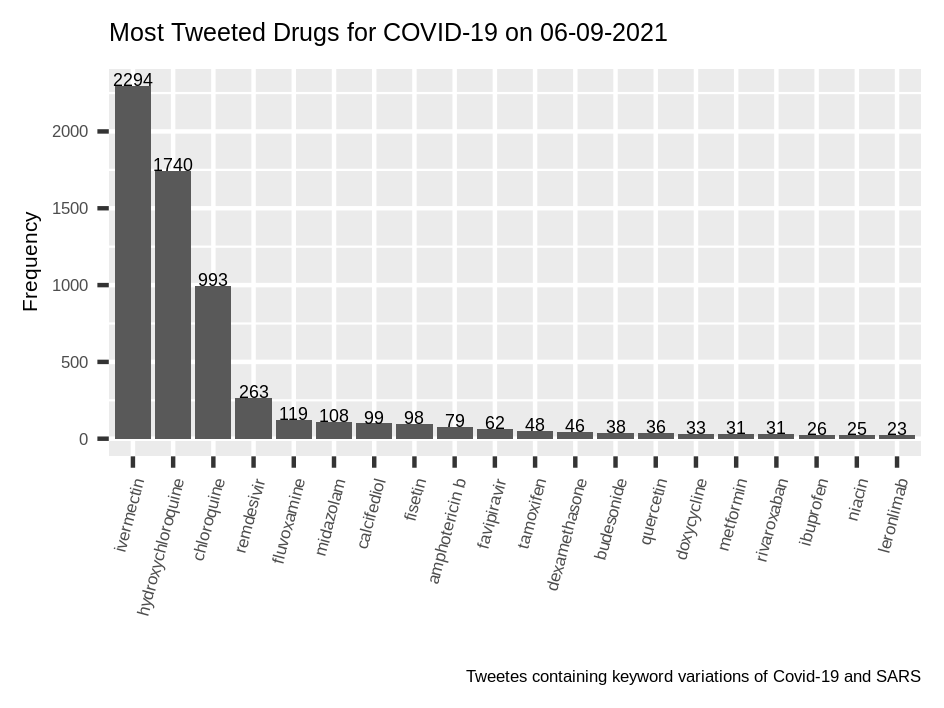 Most Tweeted Drugs for COVID-19 on 06-09-2021
Frequency
2000
1500
1000
500
0
2294
1740
993
263
119
108
99
98
79
62
48
46
38
36
33
31
31
26
25
23
ivermectin
hydroxychloroquine
chloroquine
remdesivir
fluvoxamine
midazolam
calcifediol
fisetin
amphotericin b
favipiravir
tamoxifen
dexamethasone
budesonide
quercetin
doxycycline
metformin
rivaroxaban
ibuprofen
niacin
leronlimab
Tweetes containing keyword variations of Covid-19 and SARS